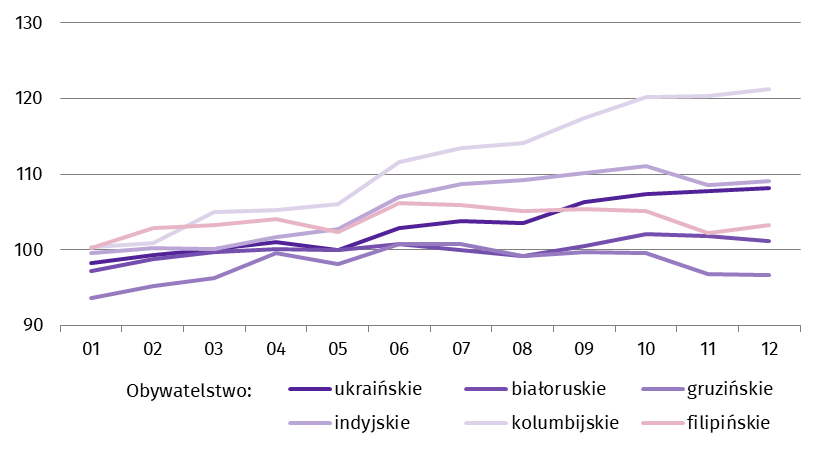 130
120
110
100
90
01 02 03 04 05 06 07 08 09 10 11 12
Obywatelstwo: ukraińskie białoruskie gruzińskie
indyjskie kolumbijskie filipińskie